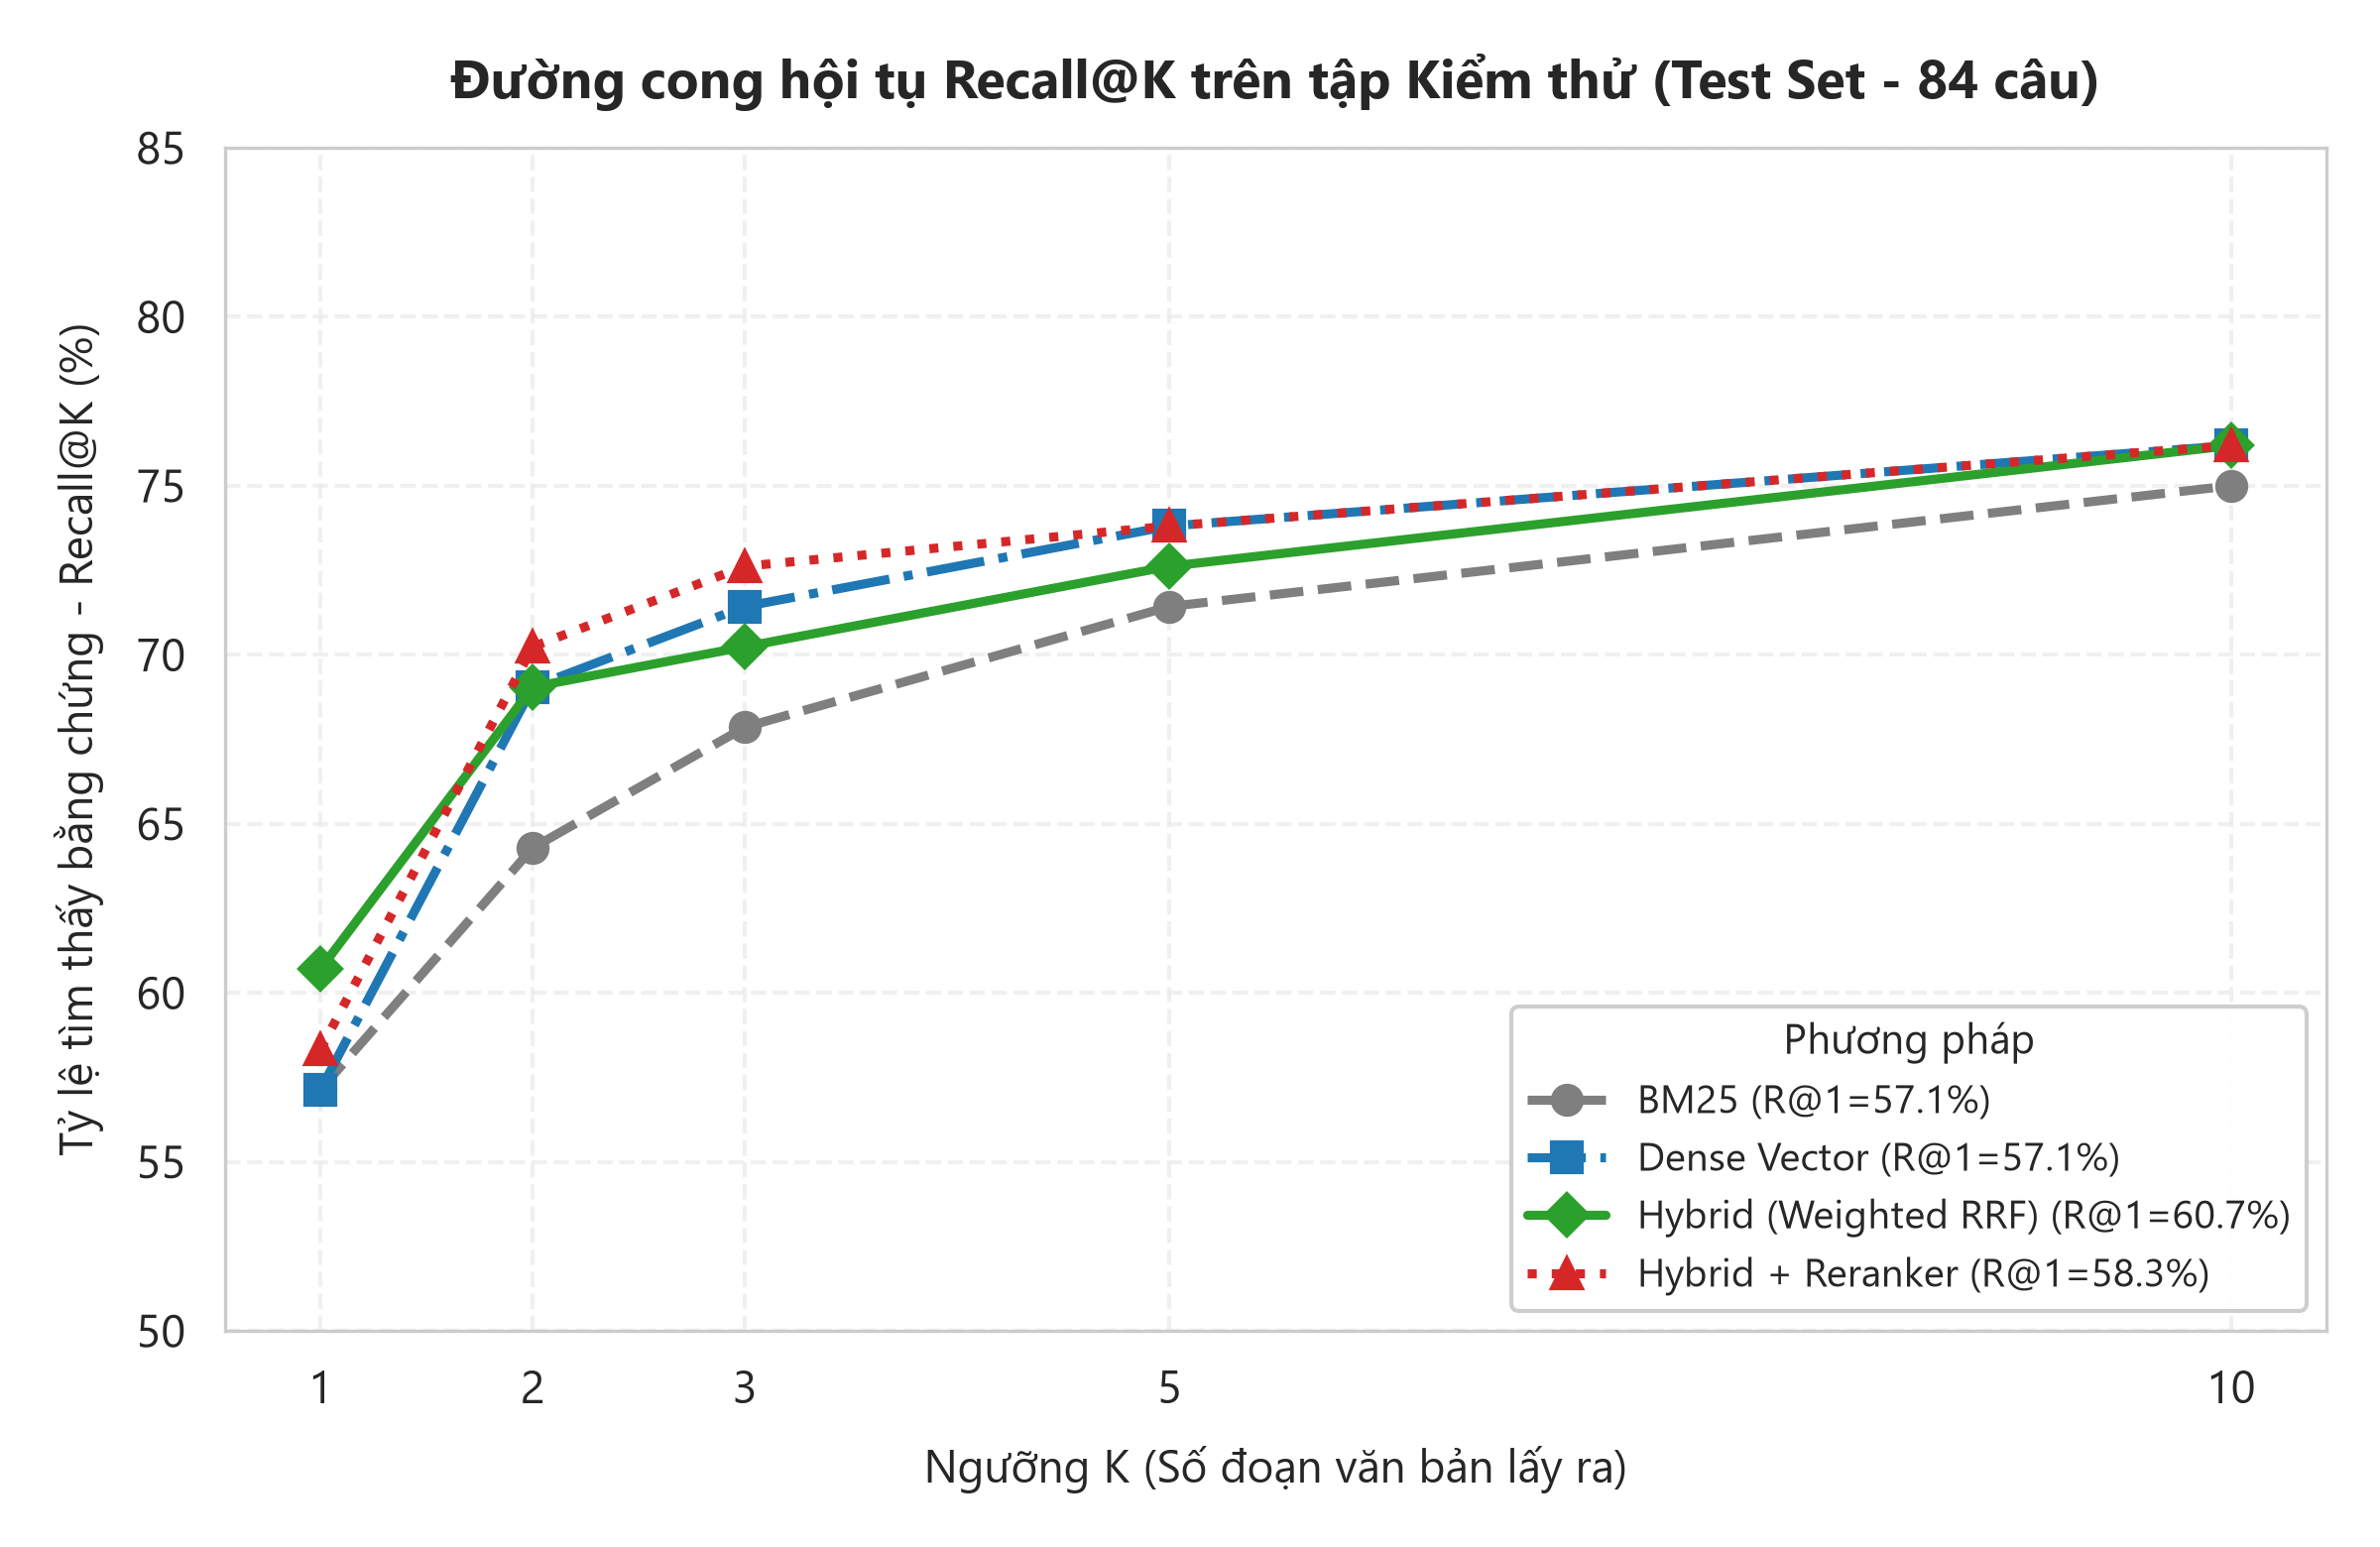 Đường cong hội tụ Recall@K trên tập Kiểm thử (Test Set - 84 câu)
Tỷ lệ tìm thấy bằng chứng - Recall@K (%)
85
80
75
70
65
60
55
50
Phương pháp
BM25 (R@1=57.1%)
Dense Vector (R@1=57.1%)
Hybrid (Weighted RRF) (R@1=60.7%)
Hybrid + Reranker (R@1=58.3%)
1 2 3 5 10
Ngưỡng K (Số đoạn văn bản lấy ra)